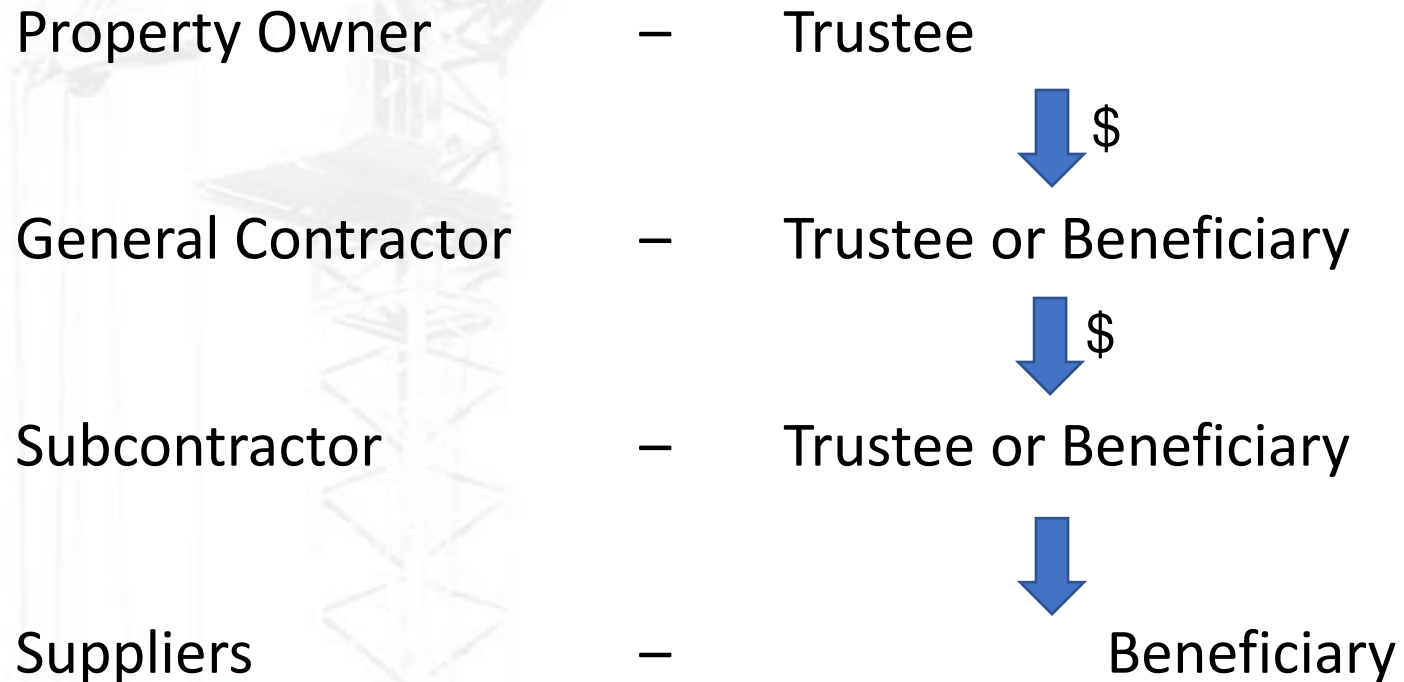 Property Owner – Trustee
$
General Contractor – Trustee or Beneficiary
$
Subcontractor – Trustee or Beneficiary
Suppliers – Beneficiary